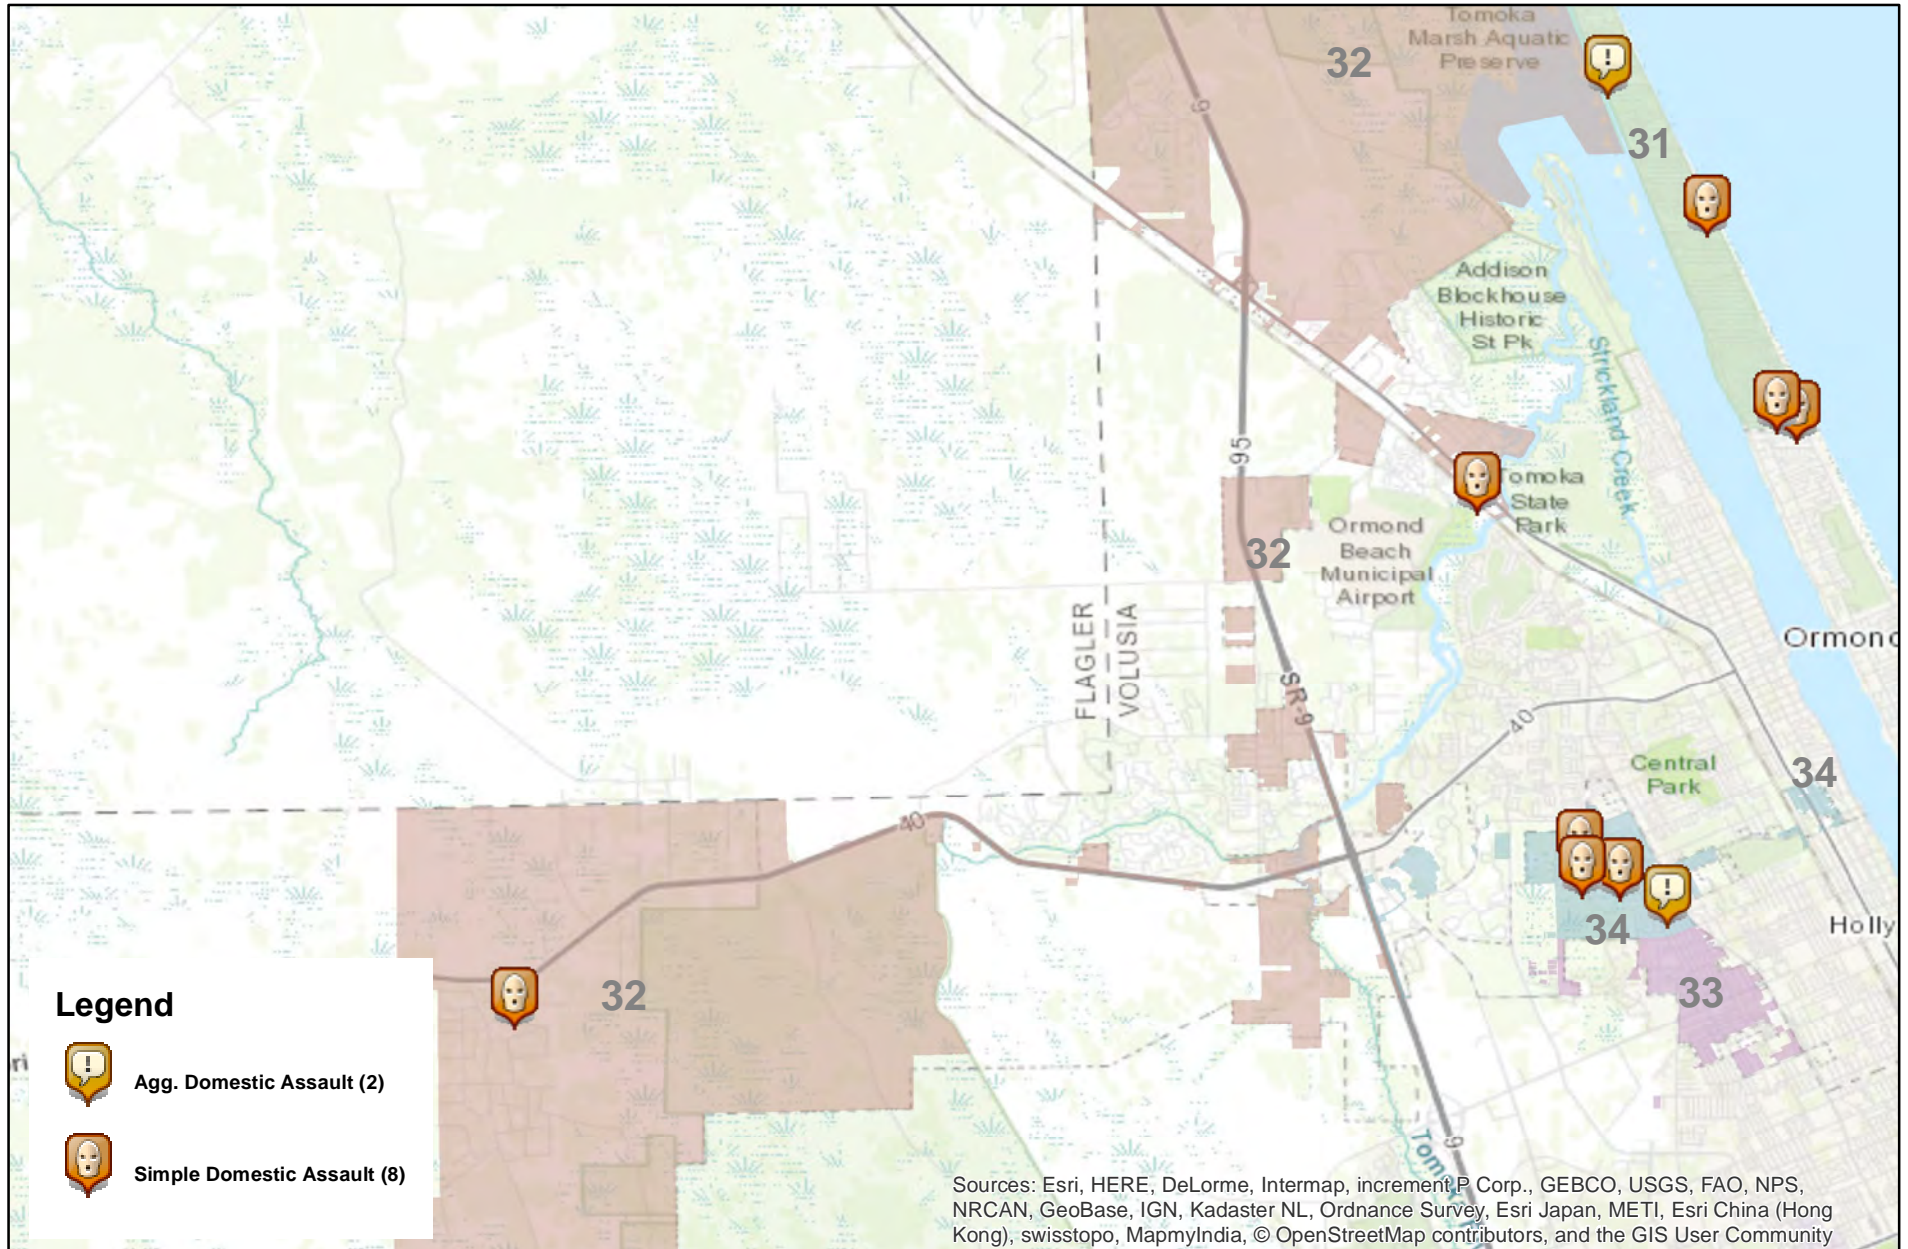 Tomoka
Marsh Aquatic
Preserve
32
31
9
Addison
Blockhouse
Historic
St Pk
Strickland Creek
95
omoka
State
Park
Ormond
Beach
Municipal
Airport
32
FLAGLER
VOLUSIA
Ormond
SR-9
40
Central
Park
34
40
34
Holly
33
32
Legend
Agg. Domestic Assault (2)
Simple Domestic Assault (8)
9
Sources: Esri, HERE, DeLorme, Intermap, increment P Corp., GEBCO, USGS, FAO, NPS,
NRCAN, GeoBase, IGN, Kadaster NL, Ordnance Survey, Esri Japan, METI, Esri China (Hong
Kong), swisstopo, MapmyIndia, © OpenStreetMap contributors, and the GIS User Community